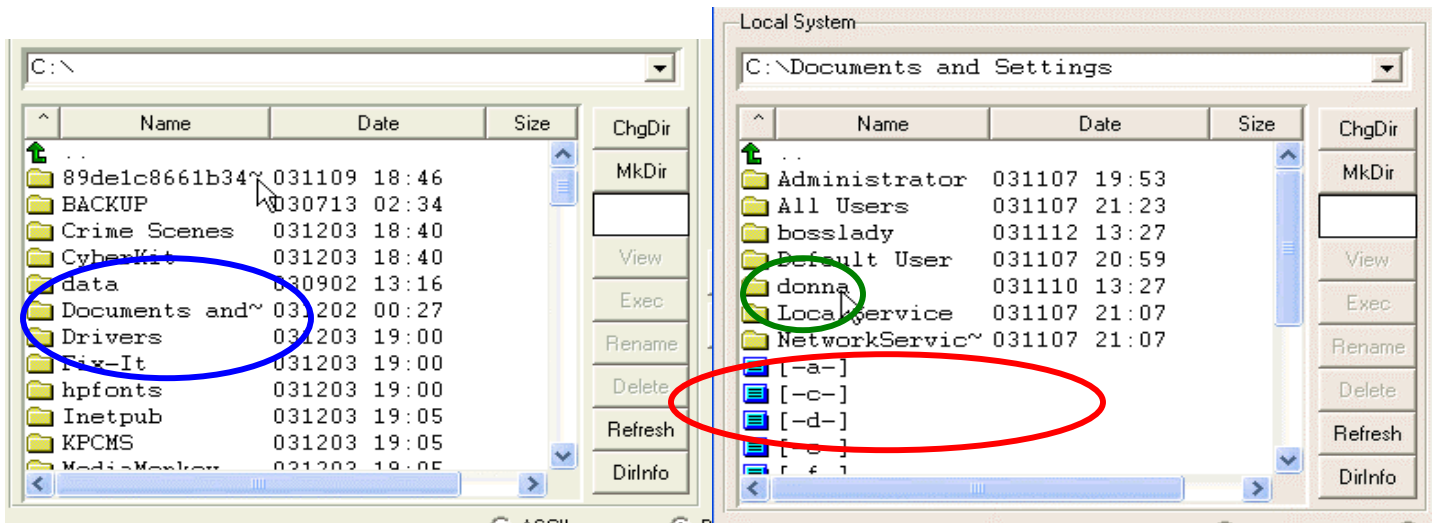 C:\
^ Name Date Size
..
89de1c8661b34~ 031109 18:46
BACKUP 030713 02:34
Crime Scenes 031203 18:40
CyberKit 031203 18:40
data 030902 13:16
Documents and~ 031202 00:27
Drivers 031203 19:00
Fix-It 031203 19:00
hpfonts 031203 19:00
Inetpub 031203 19:05
KPCMS 031203 19:05
MediaMonkey 031203 19:05
ChgDir
MkDir
View
Exec
Rename
Delete
Refresh
DirInfo
ASCII
Local System
C:\Documents and Settings
^ Name Date Size
..
Administrator 031107 19:53
All Users 031107 21:23
bosslady 031112 13:27
Default User 031107 20:59
donna 031110 13:27
LocalService 031107 21:07
NetworkServic~ 031107 21:07
[-a-]
[-c-]
[-d-]
[-e-]
[-f-]
ChgDir
MkDir
View
Exec
Rename
Delete
Refresh
DirInfo